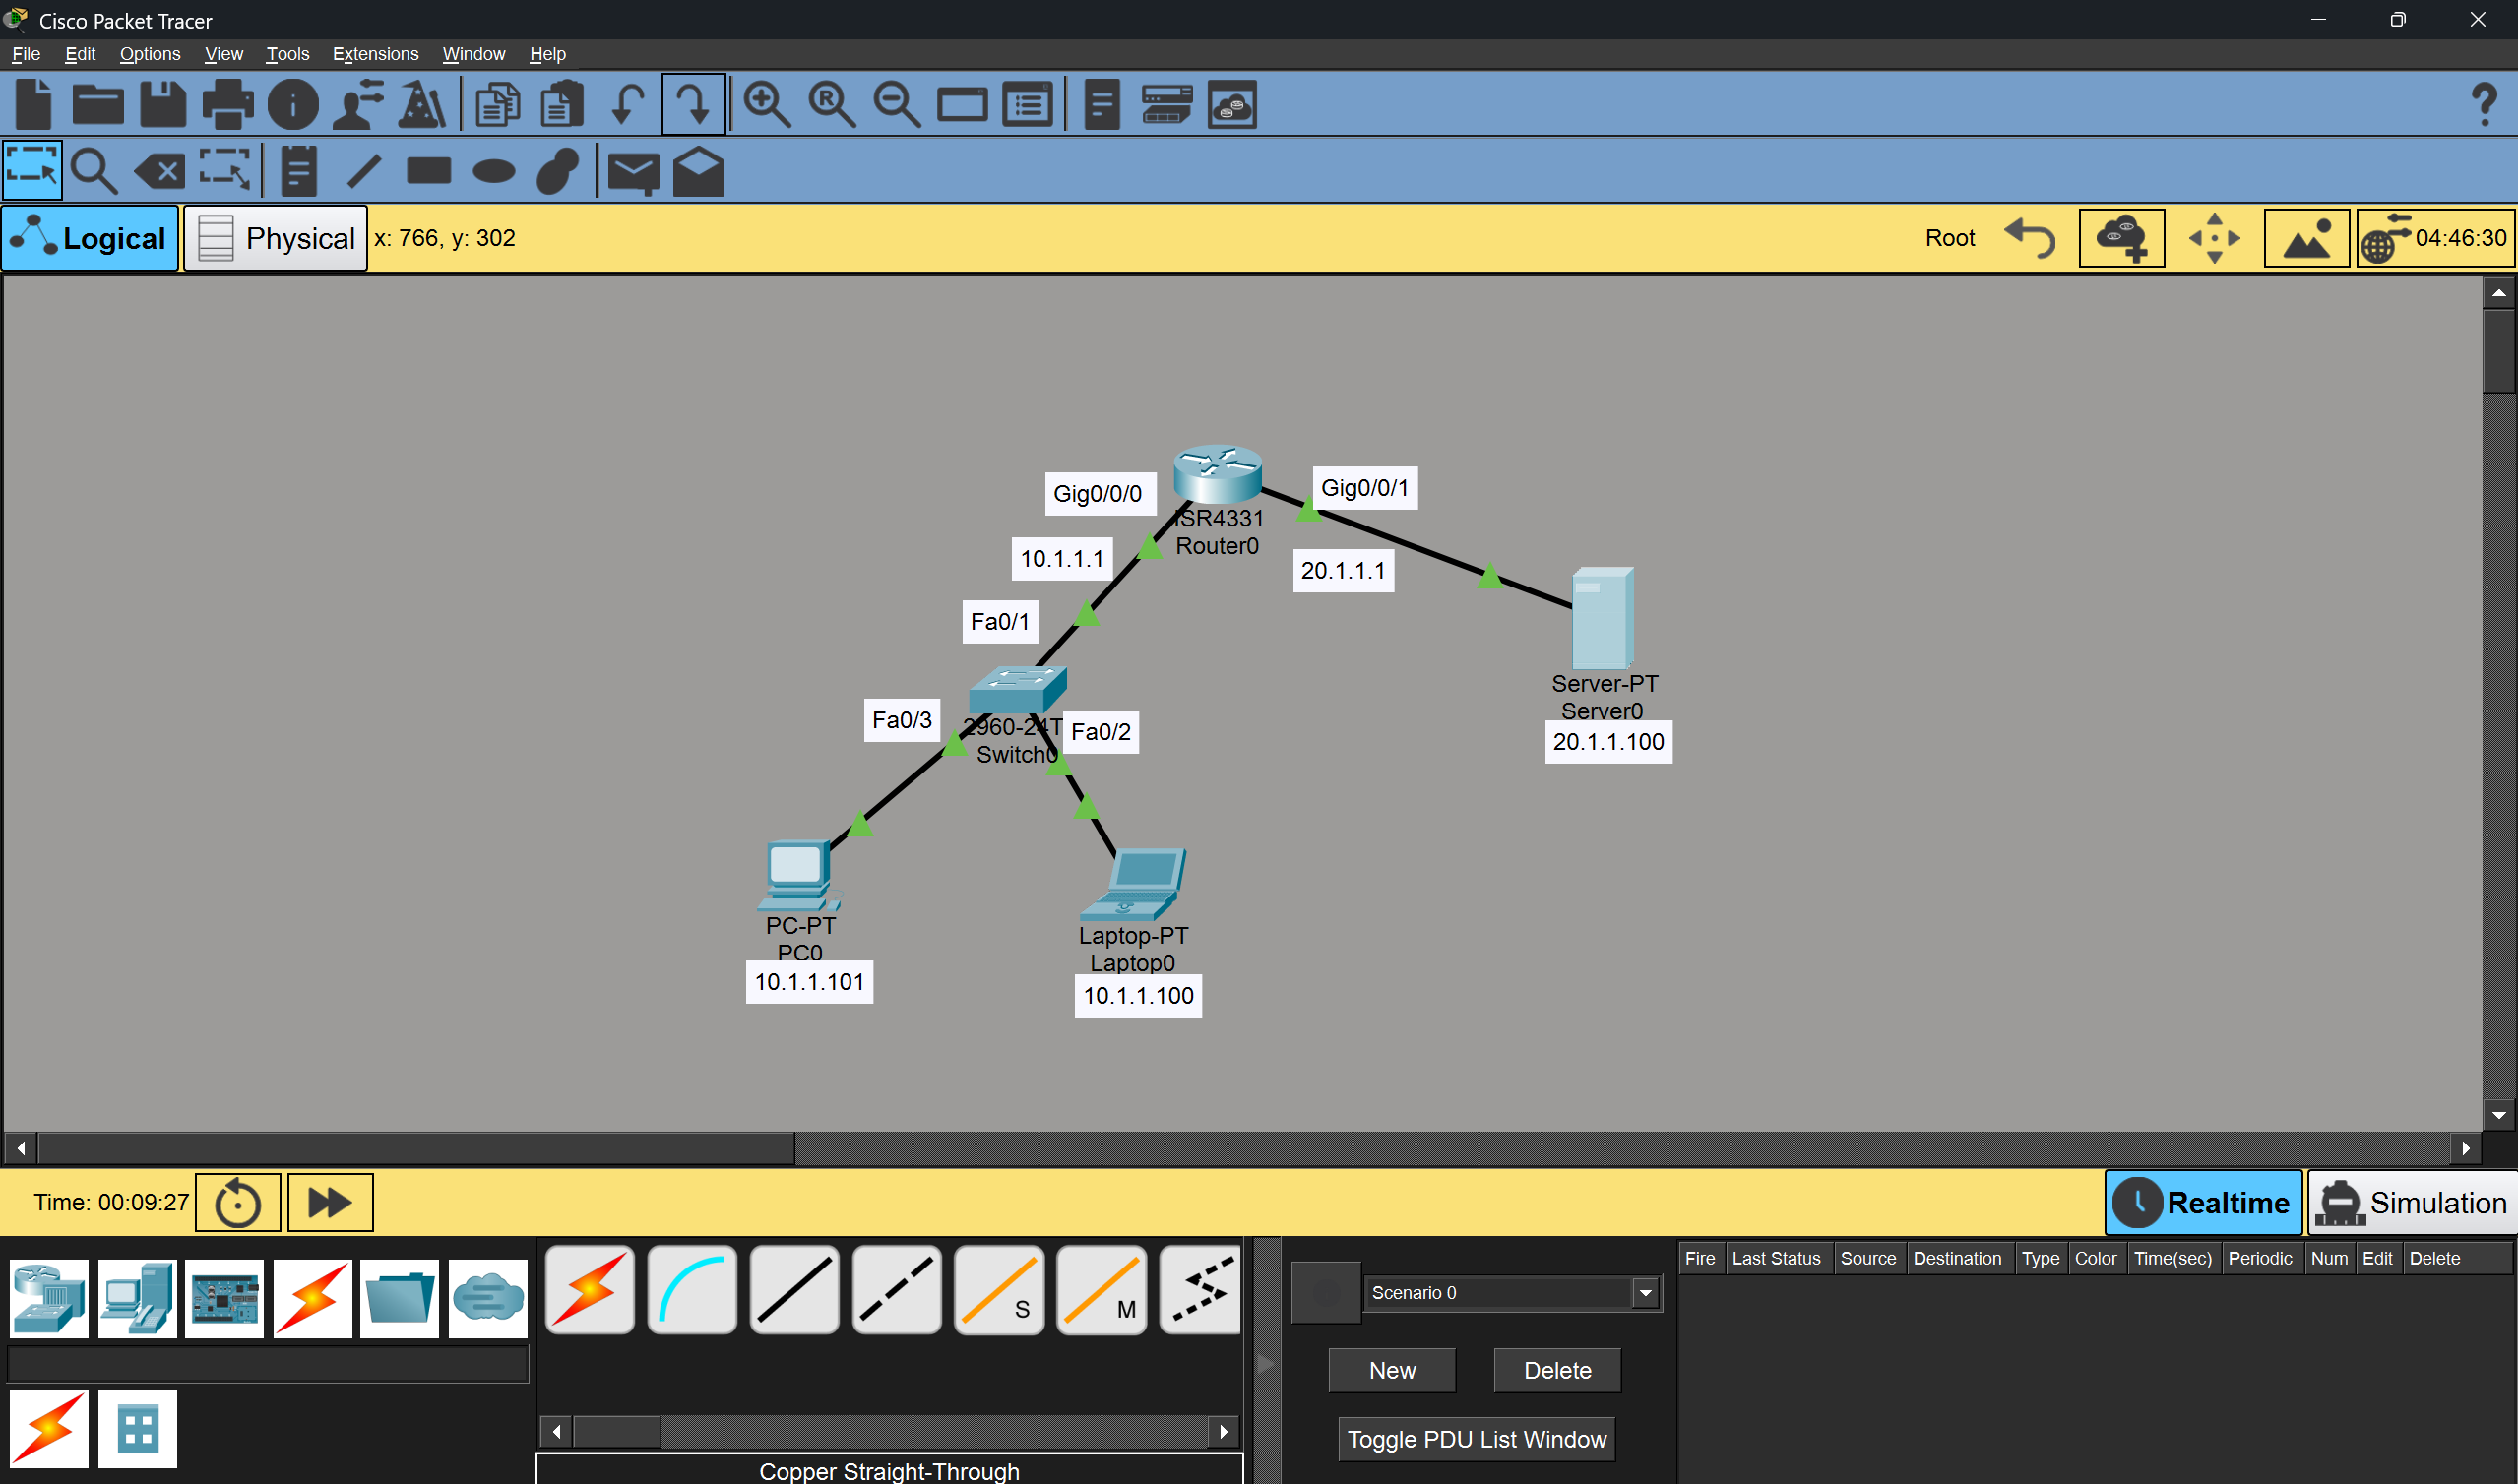 Cisco Packet Tracer
File Edit Options View Tools Extensions Window Help
Logical Physical x: 766, y: 302 Root 04:46:30
Gig0/0/0
Gig0/0/1
ISR4331
Router0
10.1.1.1
20.1.1.1
Fa0/1
Server-PT
Server0
20.1.1.100
Fa0/3
2960-24T
Switch0
Fa0/2
PC-PT
PC0
10.1.1.101
Laptop-PT
Laptop0
10.1.1.100
Time: 00:09:27 Realtime Simulation
S M
Scenario 0
New Delete
Toggle PDU List Window
Fire Last Status Source Destination Type Color Time(sec) Periodic Num Edit Delete
Copper Straight-Through